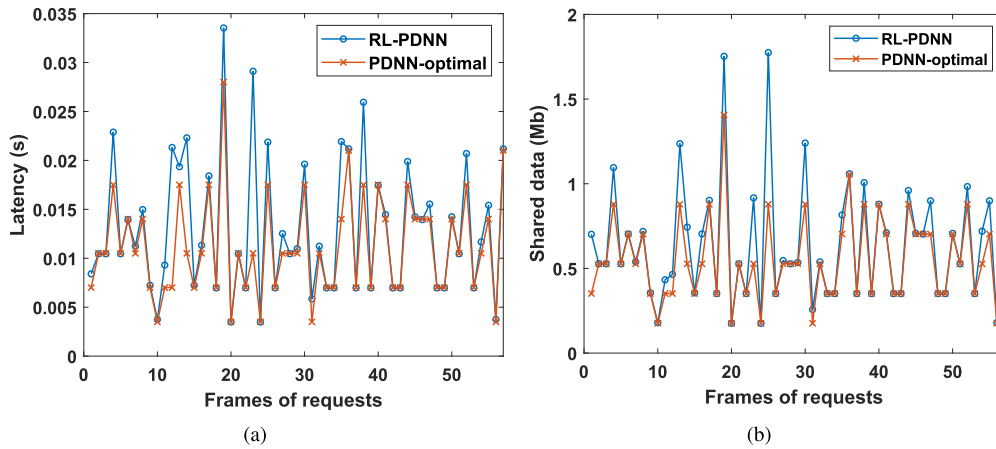 0.035
0.03
0.025
0.02
0.015
0.01
0.005
0
Latency (s)
0 10 20 30 40 50
Frames of requests
RL-PDNN
PDNN-optimal
(a)
2
1.5
1
0.5
0
Shared data (Mb)
0 10 20 30 40 50
Frames of requests
RL-PDNN
PDNN-optimal
(b)